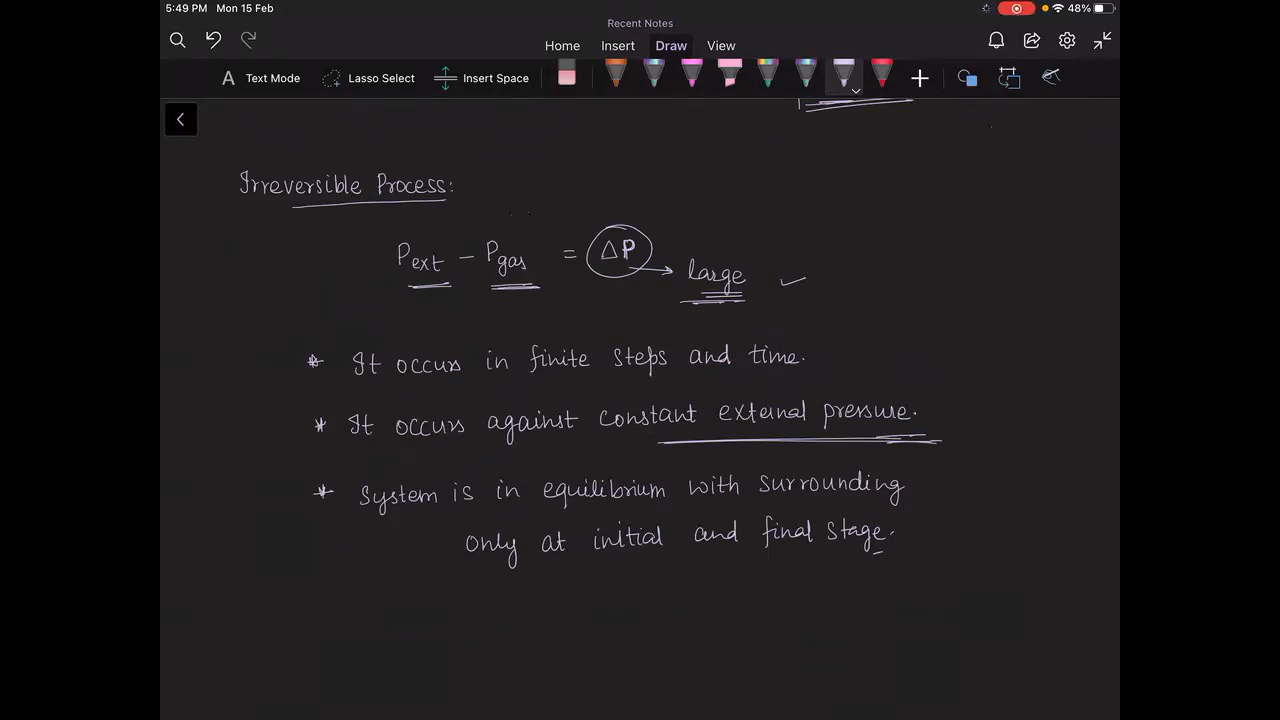 5:49 PM Mon 15 Feb
48%
Recent Notes
Home Insert Draw View
Text Mode Lasso Select Insert Space
Irreversible Process:
Pext - Pgas = ΔP → large ✓
* It occurs in finite steps and time.
* It occurs against constant external pressure.
* System is in equilibrium with surrounding
only at initial and final stage.